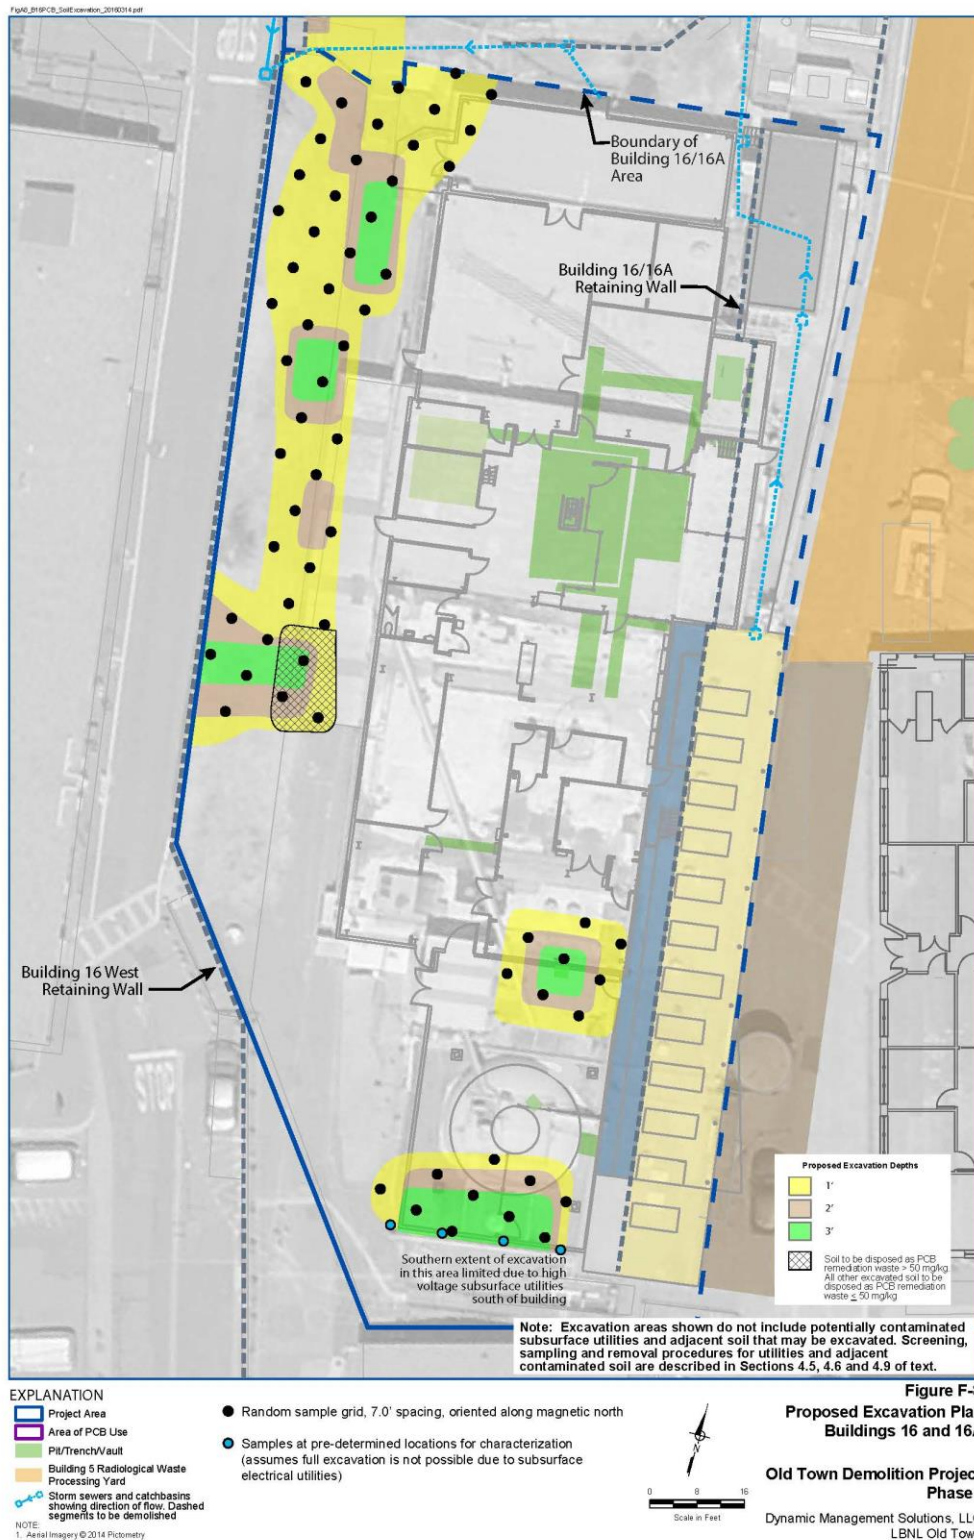 FigA8_B16PCB_SoilExcavation_20160314.pdf
Boundary of
Building 16/16A
Area
Building 16/16A
Retaining Wall
Building 16 West
Retaining Wall
STOP
Southern extent of excavation
in this area limited due to high
voltage subsurface utilities
south of building
Proposed Excavation Depths
1'
2'
3'
Soil to be disposed as PCB
remediation waste > 50 mg/kg
All other excavated soil to be
disposed as PCB remediation
waste ≤ 50 mg/kg
Note: Excavation areas shown do not include potentially contaminated
subsurface utilities and adjacent soil that may be excavated. Screening,
sampling and removal procedures for utilities and adjacent
contaminated soil are described in Sections 4.5, 4.6 and 4.9 of text.
EXPLANATION
Project Area
Area of PCB Use
Pit/Trench/Vault
Building 5 Radiological Waste
Processing Yard
Storm sewers and catchbasins
showing direction of flow. Dashed
segments to be demolished
NOTE:
1. Aerial Imagery © 2014 Pictometry
Random sample grid, 7.0' spacing, oriented along magnetic north
Samples at pre-determined locations for characterization
(assumes full excavation is not possible due to subsurface
electrical utilities)
N
0 8 16
Scale in Feet
Figure F-
Proposed Excavation Pla
Buildings 16 and 16
Old Town Demolition Projec
Phase
Dynamic Management Solutions, LL
LBNL Old Tow